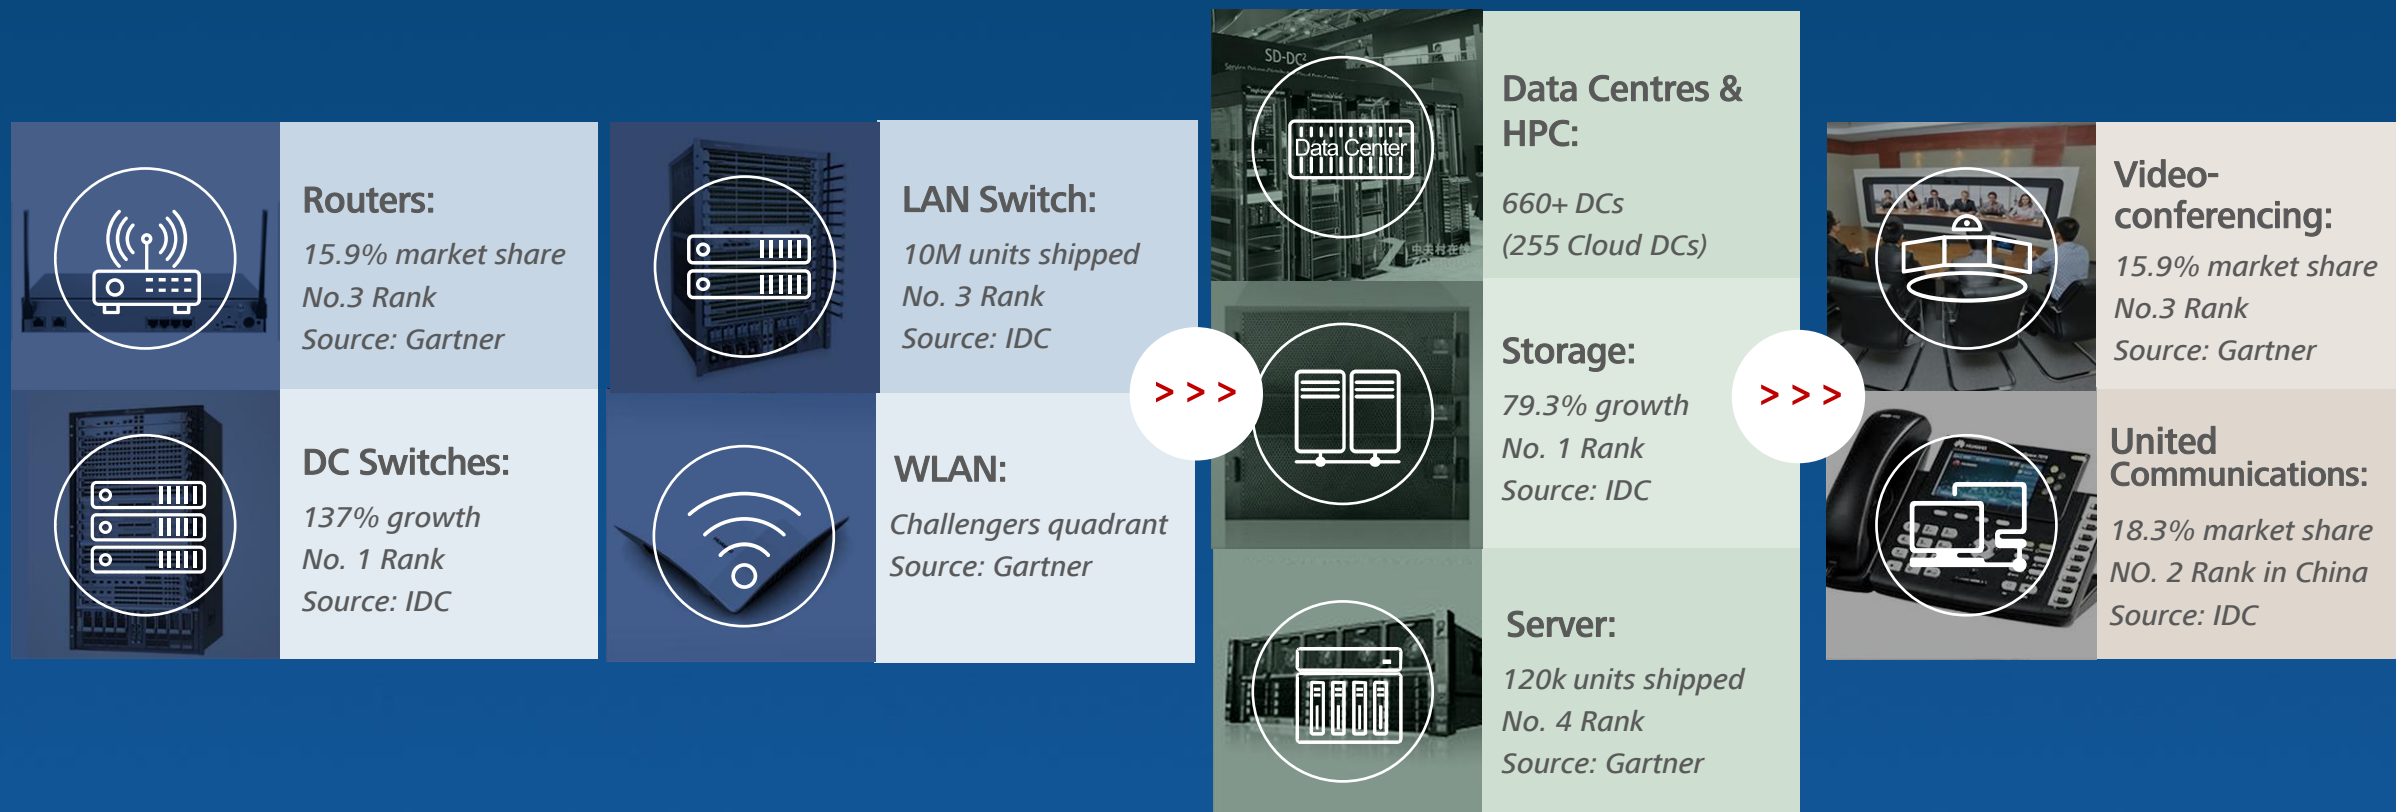 Routers:
15.9% market share
No.3 Rank
Source: Gartner
DC Switches:
137% growth
No. 1 Rank
Source: IDC
LAN Switch:
10M units shipped
No. 3 Rank
Source: IDC
WLAN:
Challengers quadrant
Source: Gartner
> > >
SD-DC²
Data Center
Data Centres &
HPC:
660+ DCs
(255 Cloud DCs)
Storage:
79.3% growth
No. 1 Rank
Source: IDC
Server:
120k units shipped
No. 4 Rank
Source: Gartner
> > >
Video-
conferencing:
15.9% market share
No.3 Rank
Source: Gartner
HUAWEI
United
Communications:
18.3% market share
NO. 2 Rank in China
Source: IDC